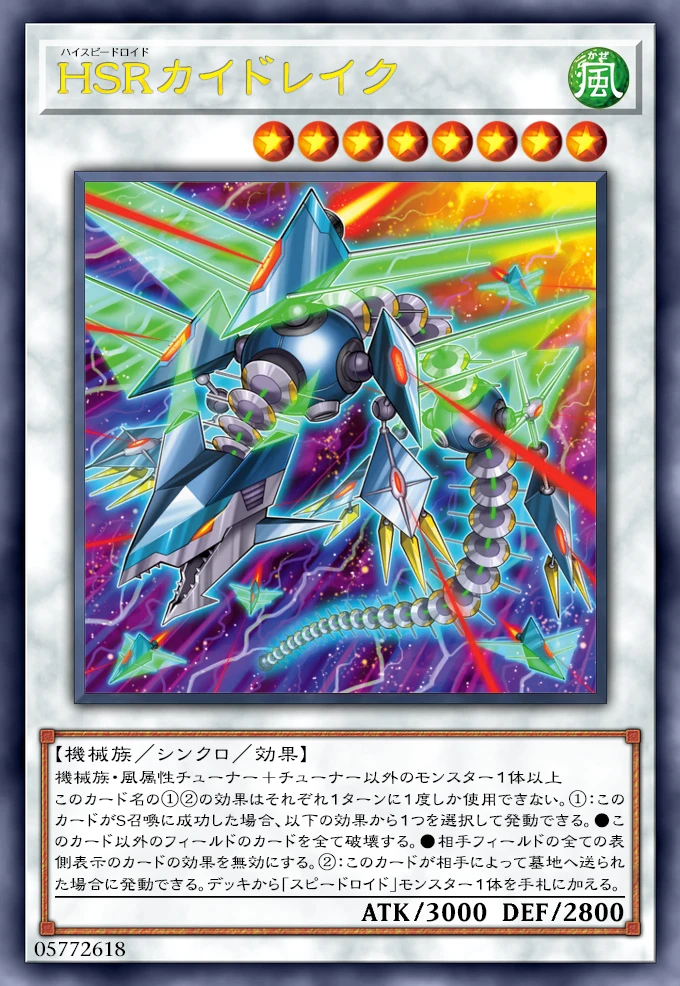 ハイスピードロイド
HSRカイドレイク
かぜ
風
【機械族／シンクロ／効果】
機械族・風属性チューナー＋チューナー以外のモンスター１体以上
このカード名の①②の効果はそれぞれ１ターンに１度しか使用できない。①：こ
のカードがS召喚に成功した場合、以下の効果から１つを選択して発動できる。●こ
のカード以外のフィールドのカードを全て破壊する。●相手フィールドの全ての表
側表示のカードの効果を無効にする。②：このカードが相手によって墓地へ送られ
た場合に発動できる。デッキから「スピードロイド」モンスター１体を手札に加える。
ATK/3000 DEF/2800
05772618